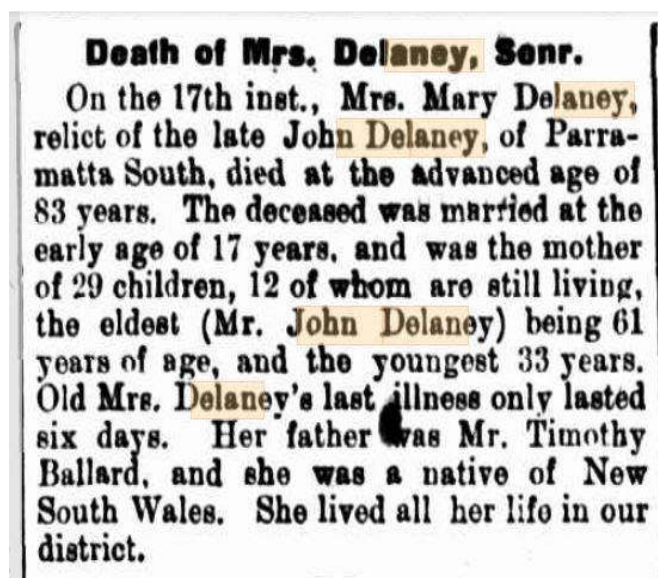 Death of Mrs. Delaney, Senr.
On the 17th inst., Mrs. Mary Delaney,
relict of the late John Delaney, of Parra-
matta South, died at the advanced age of
83 years. The deceased was married at the
early age of 17 years, and was the mother
of 29 children, 12 of whom are still living,
the eldest (Mr. John Delaney) being 61
years of age, and the youngest 33 years.
Old Mrs. Delaney's last illness only lasted
six days. Her father was Mr. Timothy
Ballard, and she was a native of New
South Wales. She lived all her life in our
district.